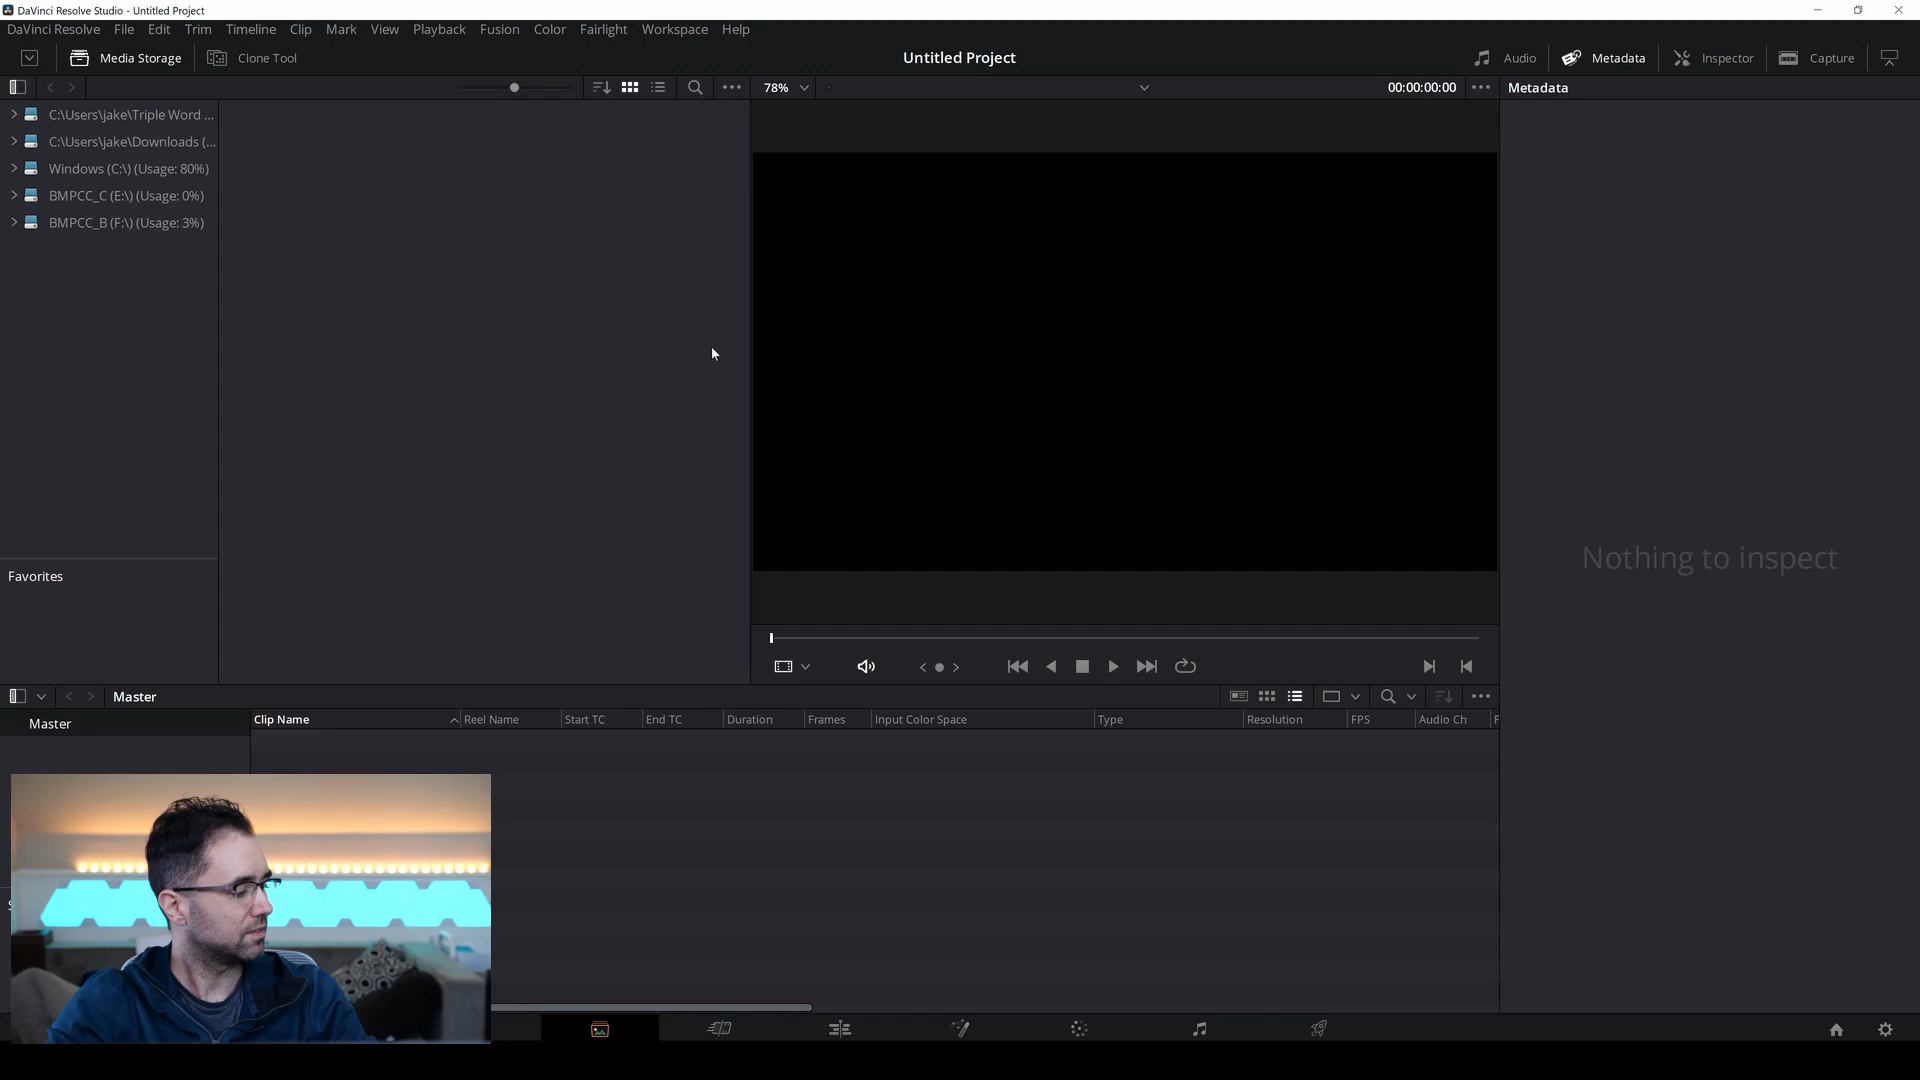 DaVinci Resolve Studio - Untitled Project
DaVinci Resolve File Edit Trim Timeline Clip Mark View Playback Fusion Color Fairlight Workspace Help
Media Storage Clone Tool Untitled Project Audio Metadata Inspector Capture
78% 00:00:00:00 Metadata
C:\Users\jake\Triple Word ...
C:\Users\jake\Downloads (...
Windows (C:\) (Usage: 80%)
BMPCC_C (E:\) (Usage: 0%)
BMPCC_B (F:\) (Usage: 3%)
Nothing to inspect
Favorites
Master
Master
Clip Name Reel Name Start TC End TC Duration Frames Input Color Space Type Resolution FPS Audio Ch F